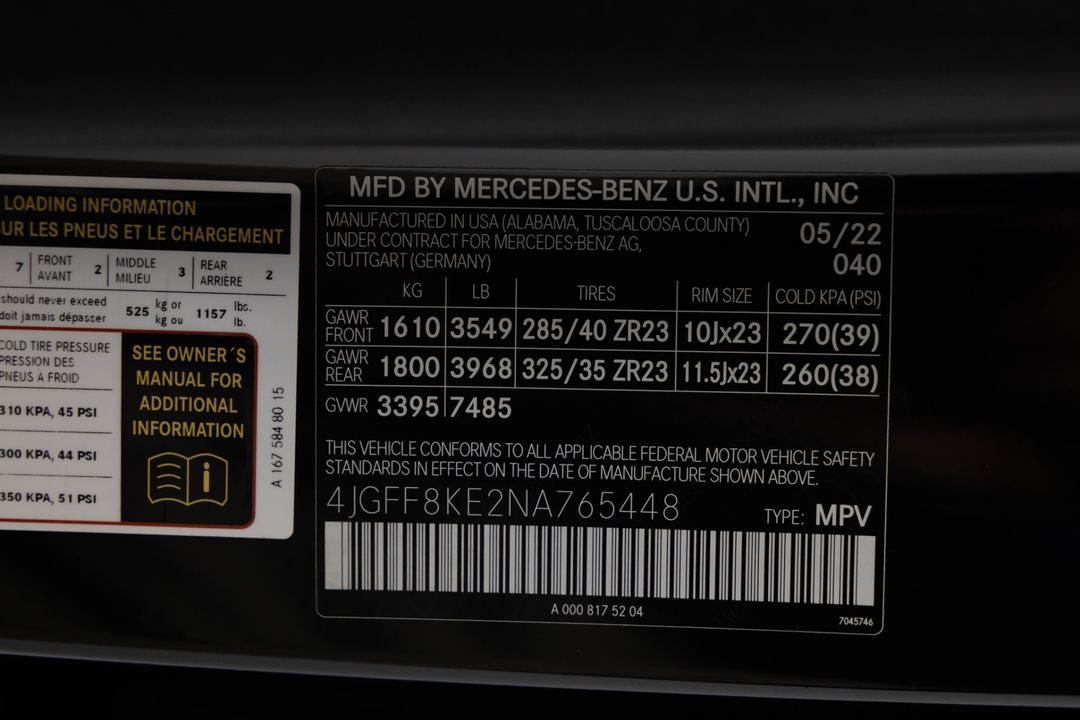 LOADING INFORMATION
SUR LES PNEUS ET LE CHARGEMENT
7 FRONT AVANT 2 MIDDLE MILIEU 3 REAR ARRIÈRE 2
should never exceed
doit jamais dépasser 525 kg or kg ou 1157 lbs. lb.
COLD TIRE PRESSURE
PRESSION DES
PNEUS À FROID
310 KPA, 45 PSI
300 KPA, 44 PSI
350 KPA, 51 PSI
SEE OWNER´S
MANUAL FOR
ADDITIONAL
INFORMATION
i
A 167 584 80 15
MFD BY MERCEDES-BENZ U.S. INTL., INC
MANUFACTURED IN USA (ALABAMA, TUSCALOOSA COUNTY)
UNDER CONTRACT FOR MERCEDES-BENZ AG,
STUTTGART (GERMANY)
05/22
040
KG LB TIRES RIM SIZE COLD KPA (PSI)
GAWR FRONT 1610 3549 285/40 ZR23 10Jx23 270(39)
GAWR REAR 1800 3968 325/35 ZR23 11.5Jx23 260(38)
GVWR 3395 7485
THIS VEHICLE CONFORMS TO ALL APPLICABLE FEDERAL MOTOR VEHICLE SAFETY
STANDARDS IN EFFECT ON THE DATE OF MANUFACTURE SHOWN ABOVE.
4JGFF8KE2NA765448 TYPE: MPV
A 000 817 52 04
7045746